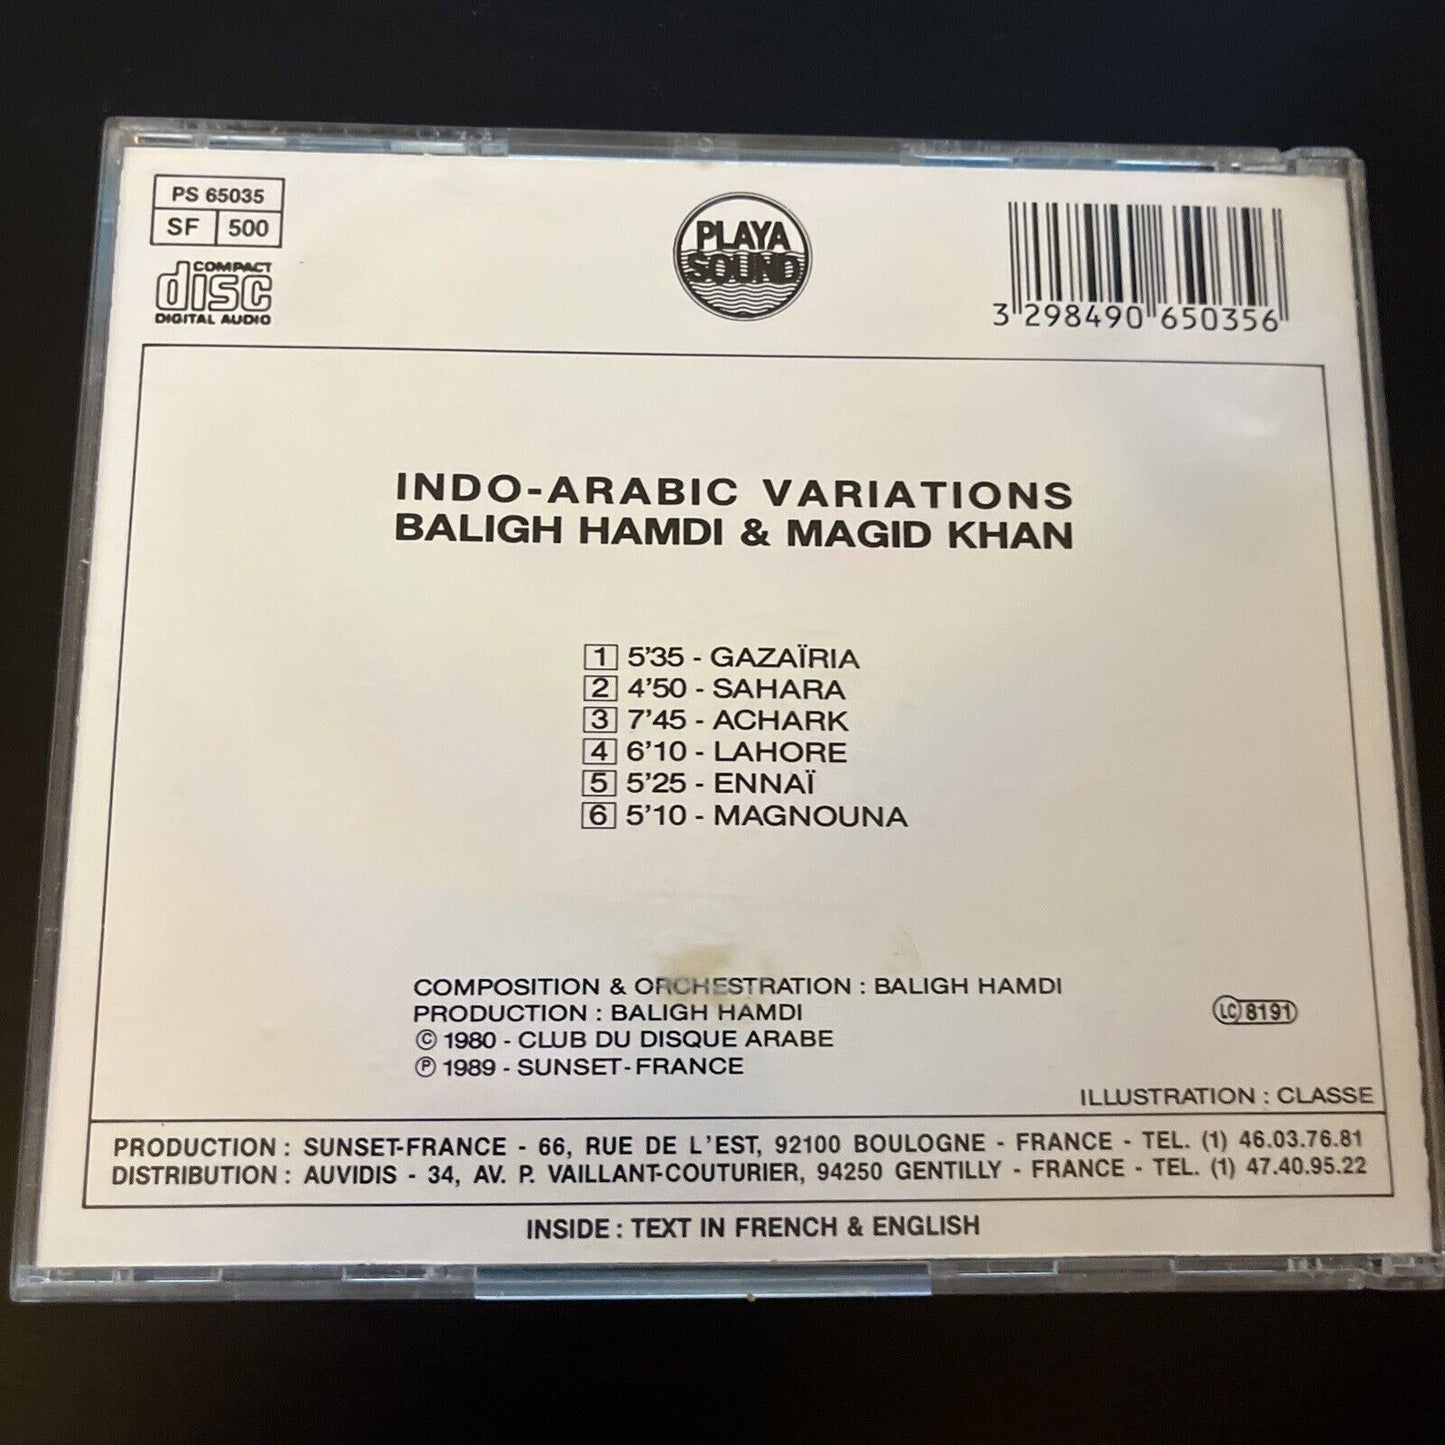 PS 65035
SF 500
COMPACT
disc
DIGITAL AUDIO
PLAYA
SOUND
3 298490 650356
INDO-ARABIC VARIATIONS
BALIGH HAMDI & MAGID KHAN
1 5'35 - GAZAÏRIA
2 4'50 - SAHARA
3 7'45 - ACHARK
4 6'10 - LAHORE
5 5'25 - ENNAÏ
6 5'10 - MAGNOUNA
COMPOSITION & ORCHESTRATION : BALIGH HAMDI
PRODUCTION : BALIGH HAMDI
© 1980 - CLUB DU DISQUE ARABE
℗ 1989 - SUNSET-FRANCE
LC 8191
ILLUSTRATION : CLASSE
PRODUCTION : SUNSET-FRANCE - 66, RUE DE L'EST, 92100 BOULOGNE - FRANCE - TEL. (1) 46.03.76.81
DISTRIBUTION : AUVIDIS - 34, AV. P. VAILLANT-COUTURIER, 94250 GENTILLY - FRANCE - TEL. (1) 47.40.95.22
INSIDE : TEXT IN FRENCH & ENGLISH